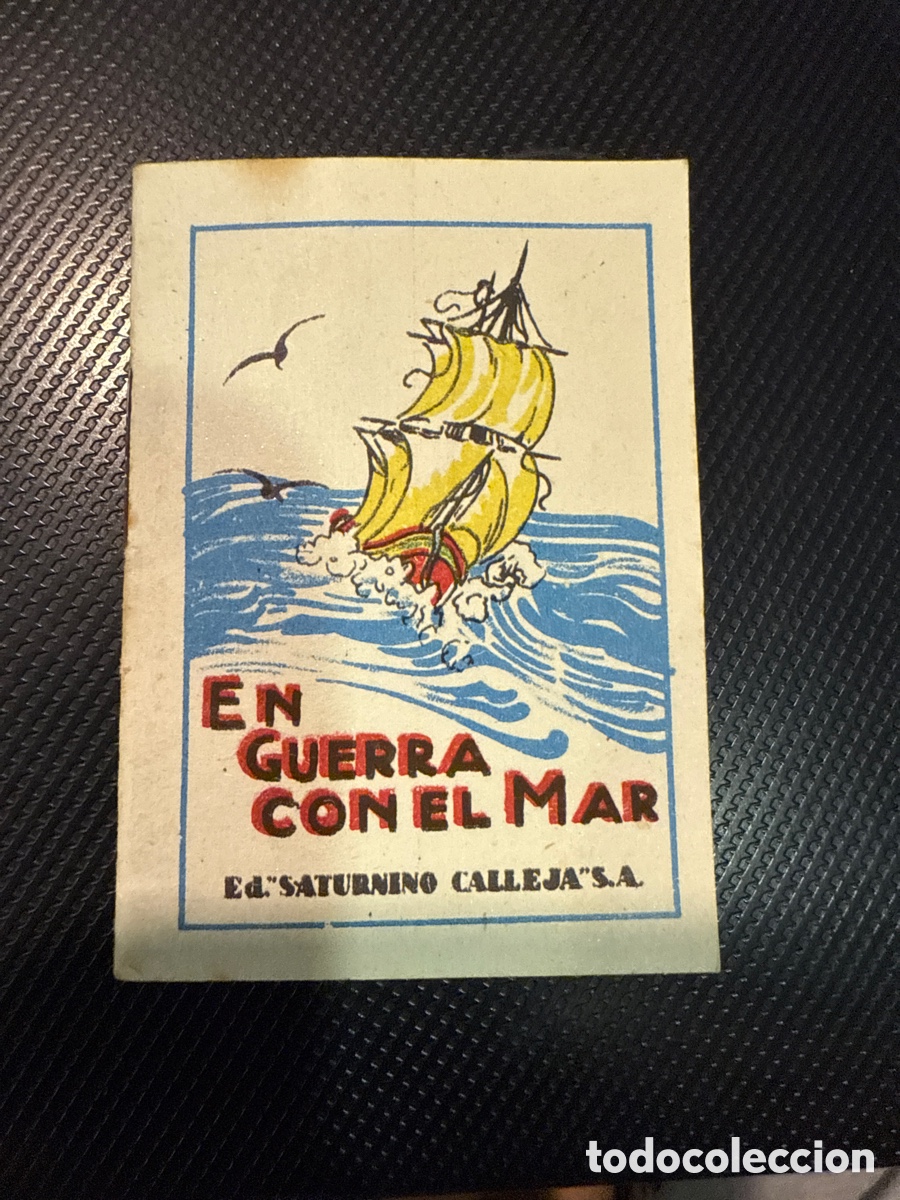 EN
GUERRA
CON EL MAR
Ed. "SATURNINO CALLEJA" S.A.
todocoleccion